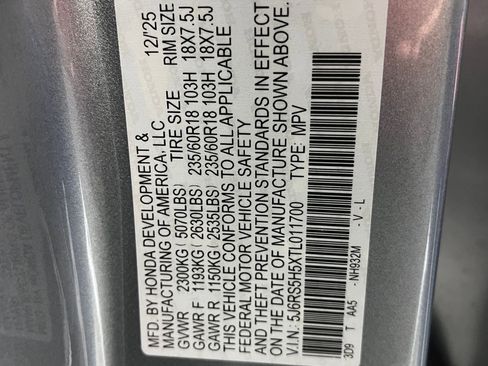 MFD. BY HONDA DEVELOPMENT &
MANUFACTURING OF AMERICA, LLC 12/'25
TIRE SIZE RIM SIZE
GVWR 2300KG ( 5070LBS)
GAWR F 1193KG ( 2630LBS) 235/60R18 103H 18X7.5J
GAWR R 1150KG ( 2535LBS) 235/60R18 103H 18X7.5J
THIS VEHICLE CONFORMS TO ALL APPLICABLE
FEDERAL MOTOR VEHICLE SAFETY
AND THEFT PREVENTION STANDARDS IN EFFECT
ON THE DATE OF MANUFACTURE SHOWN ABOVE.
V.I.N: 5J6RS5H5XTL011700 TYPE: MPV
3D9 T AA5 - NH932M - V - L